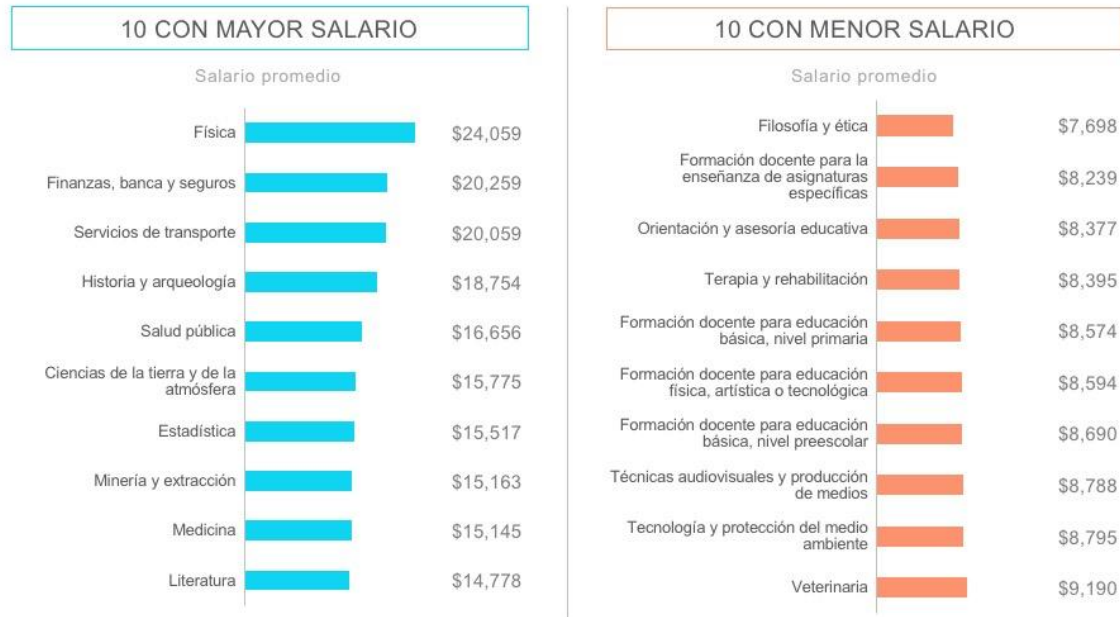 10 CON MAYOR SALARIO
Salario promedio
Física $24,059
Finanzas, banca y seguros $20,259
Servicios de transporte $20,059
Historia y arqueología $18,754
Salud pública $16,656
Ciencias de la tierra y de la
atmósfera $15,775
Estadística $15,517
Minería y extracción $15,163
Medicina $15,145
Literatura $14,778
10 CON MENOR SALARIO
Salario promedio
Filosofía y ética $7,698
Formación docente para la
enseñanza de asignaturas $8,239
específicas
Orientación y asesoría educativa $8,377
Terapia y rehabilitación $8,395
Formación docente para educación
básica, nivel primaria $8,574
Formación docente para educación
física, artística o tecnológica $8,594
Formación docente para educación
básica, nivel preescolar $8,690
Técnicas audiovisuales y producción
de medios $8,788
Tecnología y protección del medio
ambiente $8,795
Veterinaria $9,190